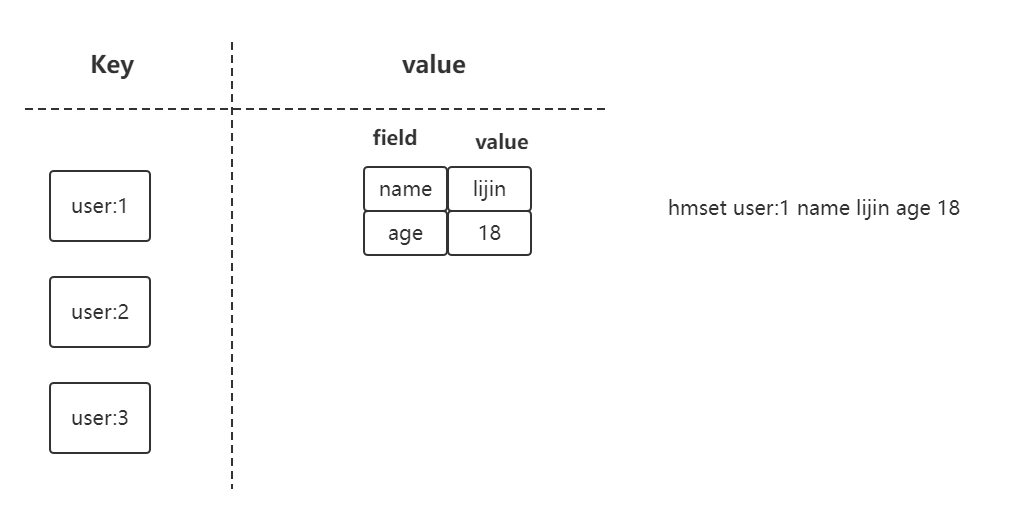 Key
value
field
value
name
lijin
age
18
user:1
hmset user:1 name lijin age 18
user:2
user:3